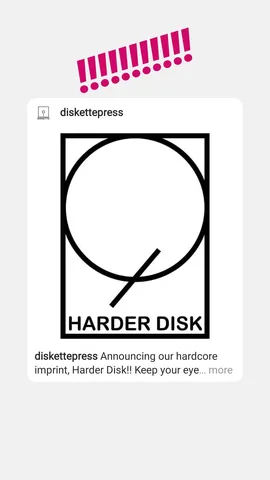 !!!!!!!!!!!!
diskettepress
HARDER DISK
diskettepress Announcing our hardcore
imprint, Harder Disk!! Keep your eye... more